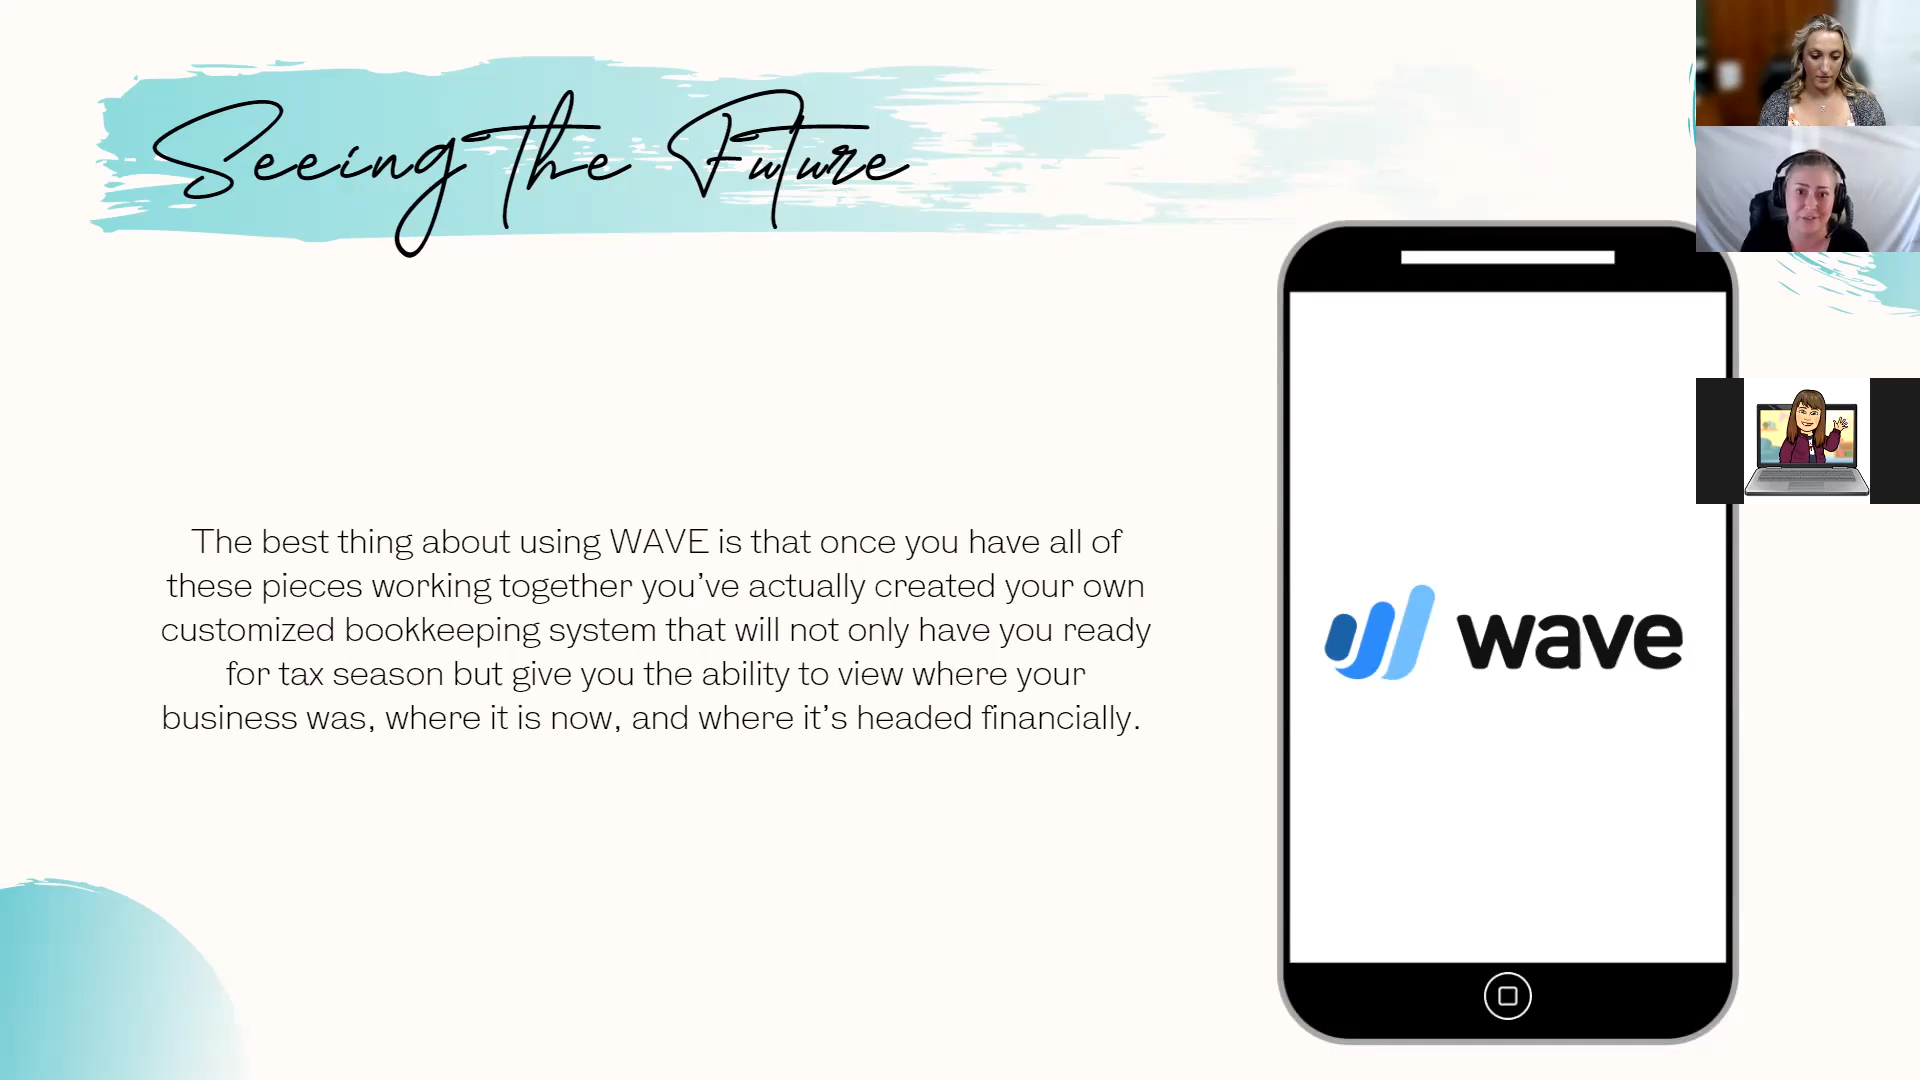 Seeing the Future
The best thing about using WAVE is that once you have all of
these pieces working together you’ve actually created your own
customized bookkeeping system that will not only have you ready
for tax season but give you the ability to view where your
business was, where it is now, and where it’s headed financially.
wave